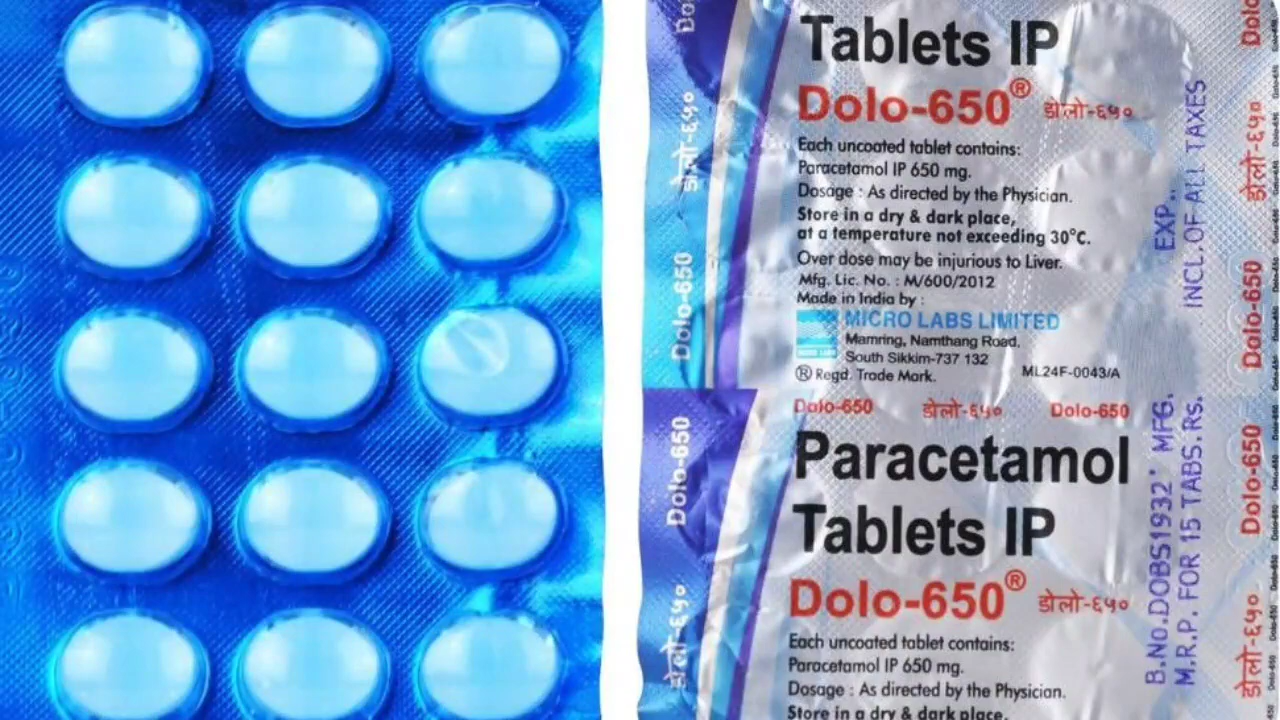 Tablets IP
Dolo-650® डोलो-६५०
Each uncoated tablet contains:
Paracetamol IP 650 mg.
Dosage : As directed by the Physician.
Store in a dry & dark place,
at a temperature not exceeding 30°C.
Over dose may be injurious to Liver.
Mfg. Lic. No. : M/600/2012
Made in India by :
MICRO LABS LIMITED
MICRO LABS
Mamring, Namthang Road,
South Sikkim-737 132
® Regd. Trade Mark. ML24F-0043/A
Dolo-650 डोलो-६५० Dolo-650
Paracetamol
Tablets IP
Dolo-650® डोलो-६५०
Each uncoated tablet contains:
Paracetamol IP 650 mg.
Dosage : As directed by the Physician.
Store in a dry & dark place,
डोलो-६५०
Dolo-650
Dolo-650
डोलो-६५०
B.No.DOBS1932* MFG. EXP..
M.R.P. FOR 15 TABS.Rs. INCL.OF ALL TAXES
डोलो-६५०
Dolo-650
Dolo-650
डोलो-६५०